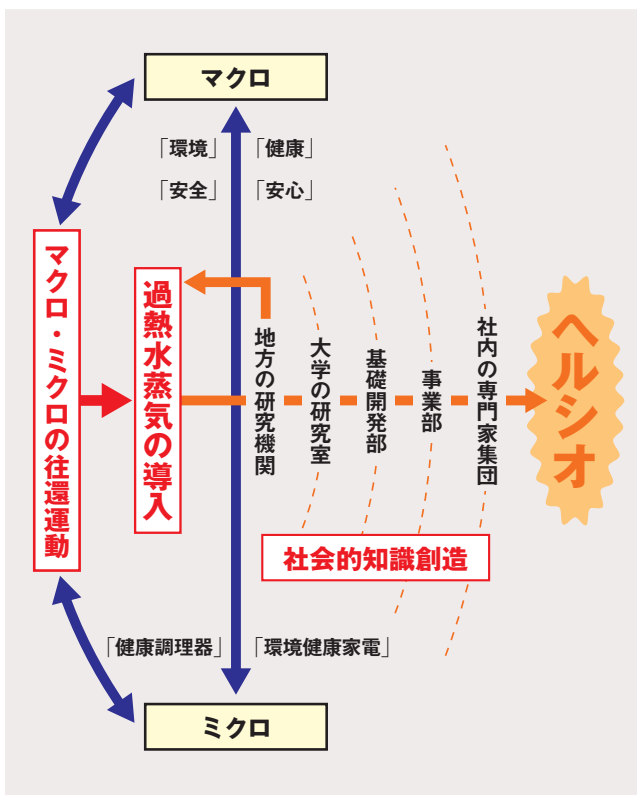 マクロ
「環境」
「健康」
「安全」
「安心」
マクロ・ミクロの往還運動
過熱水蒸気の導入
地方の研究機関
大学の研究室
基礎開発部
事業部
社内の専門家集団
ヘルシオ
社会的知識創造
「健康調理器」
「環境健康家電」
ミクロ